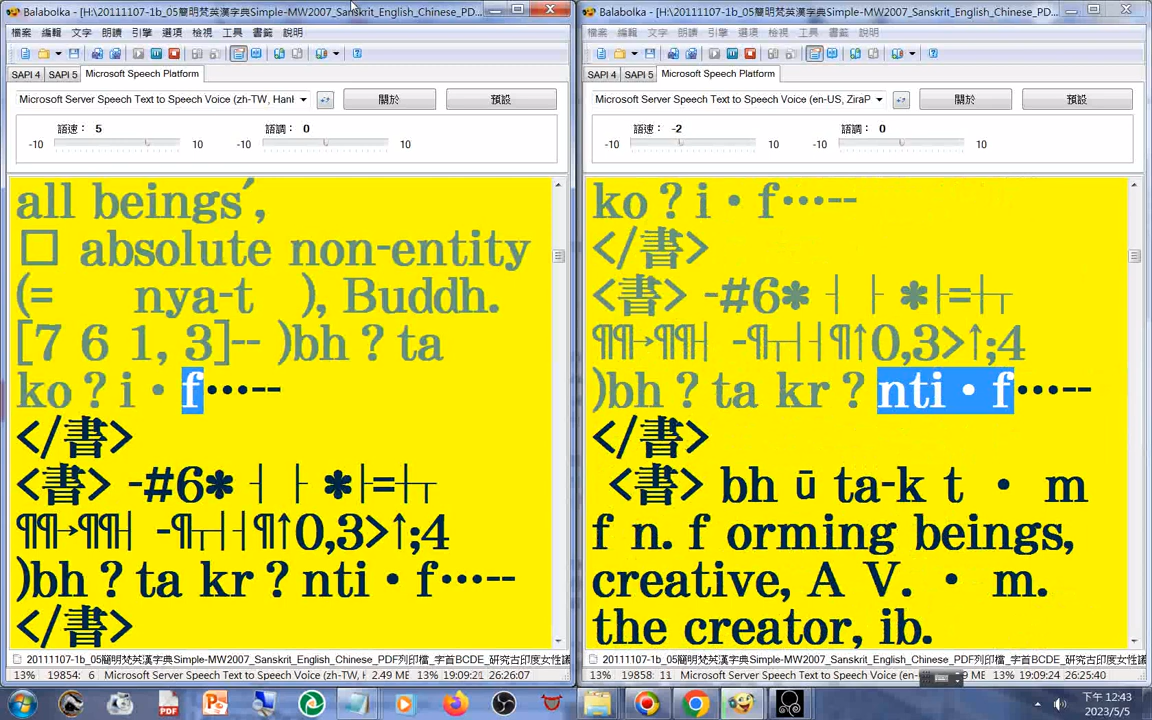 Balabolka - [H:\20111107-1b_05簡明梵英漢字典Simple-MW2007_Sanskrit_English_Chinese_PD...
檔案 編輯 文字 朗讀 引擎 選項 檢視 工具 書籤 說明
SAPI 4 SAPI 5 Microsoft Speech Platform
Microsoft Server Speech Text to Speech Voice (zh-TW, HanH
關於 預設
語速: 5 語調: 0
-10 10 -10 10
all beings′,
□ absolute non-entity
(= nya-t ), Buddh.
[7 6 1, 3]-- )bh？ta
ko？i・f…--
</書>
<書> -#6✽ ┤├ ✽├=┼┬
¶¶→¶¶┤ -¶┬┤┤¶↑0,3>↑;4
)bh？ta kr？nti・f…--
</書>
20111107-1b_05簡明梵英漢字典Simple-MW2007_Sanskrit_English_Chinese_PDF列印檔_字首BCDE_研究古印度女性議
13% 19854: 6 Microsoft Server Speech Text to Speech Voice (zh-TW, H 2.49 MB 13% 19:09:21 26:26:07
Balabolka - [H:\20111107-1b_05簡明梵英漢字典Simple-MW2007_Sanskrit_English_Chinese_PD...
檔案 編輯 文字 朗讀 引擎 選項 檢視 工具 書籤 說明
SAPI 4 SAPI 5 Microsoft Speech Platform
Microsoft Server Speech Text to Speech Voice (en-US, ZiraP
關於 預設
語速: -2 語調: 0
-10 10 -10 10
ko？i・f…--
</書>
<書> -#6✽ ┤├ ✽├=┼┬
¶¶→¶¶┤ -¶┬┤┤¶↑0,3>↑;4
)bh？ta kr？nti・f…--
</書>
<書> bh ū ta-k t ・ m
f n. f orming beings,
creative, A V. ・ m.
the creator, ib.
20111107-1b_05簡明梵英漢字典Simple-MW2007_Sanskrit_English_Chinese_PDF列印檔_字首BCDE_研究古印度女性議
13% 19858: 11 Microsoft Server Speech Text to Speech Voice (en-US, 2.49 MB 13% 19:09:24 26:25:40
下午 12:43
2023/5/5